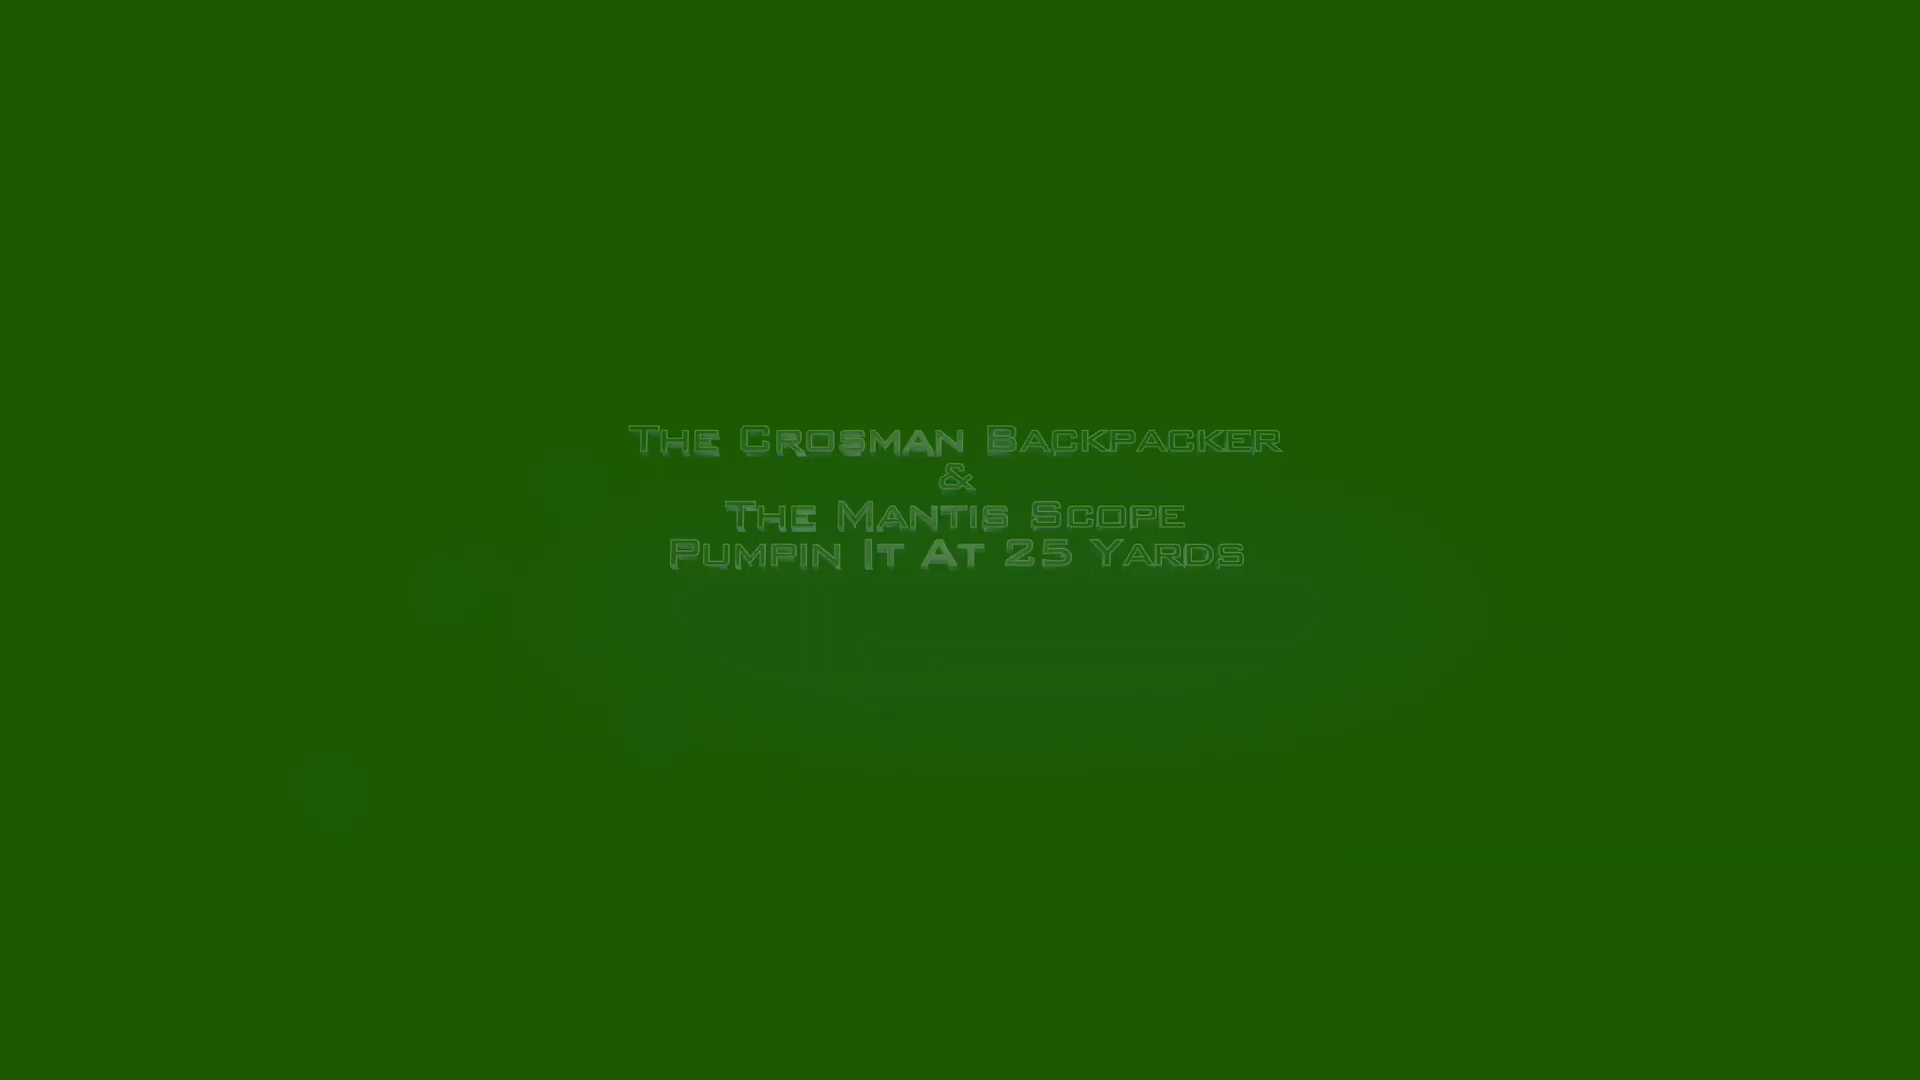 The Crosman Backpacker
&
The Mantis Scope
Pumpin It At 25 Yards